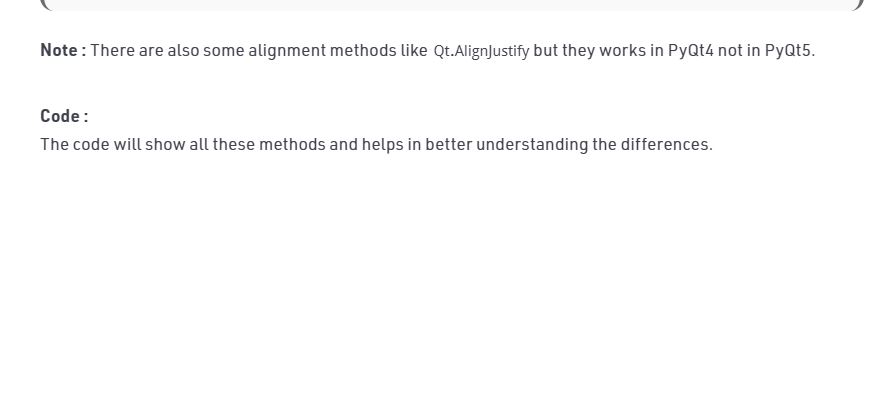 Note : There are also some alignment methods like Qt.AlignJustify but they works in PyQt4 not in PyQt5.
Code :
The code will show all these methods and helps in better understanding the differences.